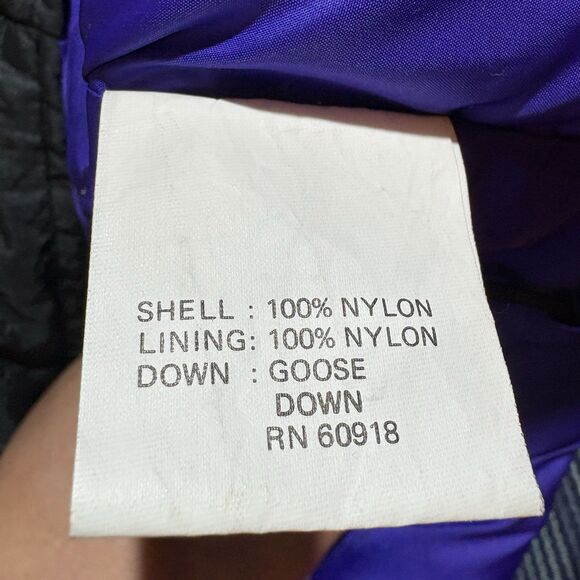 SHELL : 100% NYLON
LINING: 100% NYLON
DOWN : GOOSE
DOWN
RN 60918